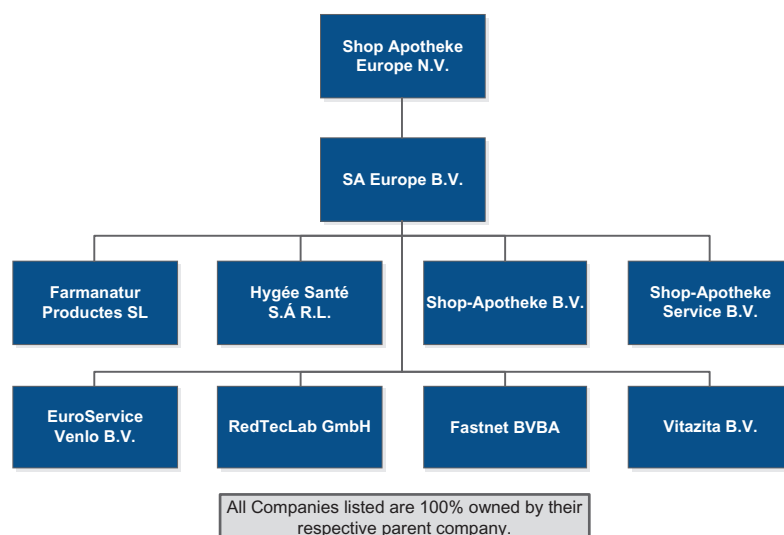 Shop Apotheke
Europe N.V.
SA Europe B.V.
Farmanatur
Productes SL
Hygée Santé
S.Á R.L.
Shop-Apotheke B.V.
Shop-Apotheke
Service B.V.
EuroService
Venlo B.V.
RedTecLab GmbH
Fastnet BVBA
Vitazita B.V.
All Companies listed are 100% owned by their
respective parent company.